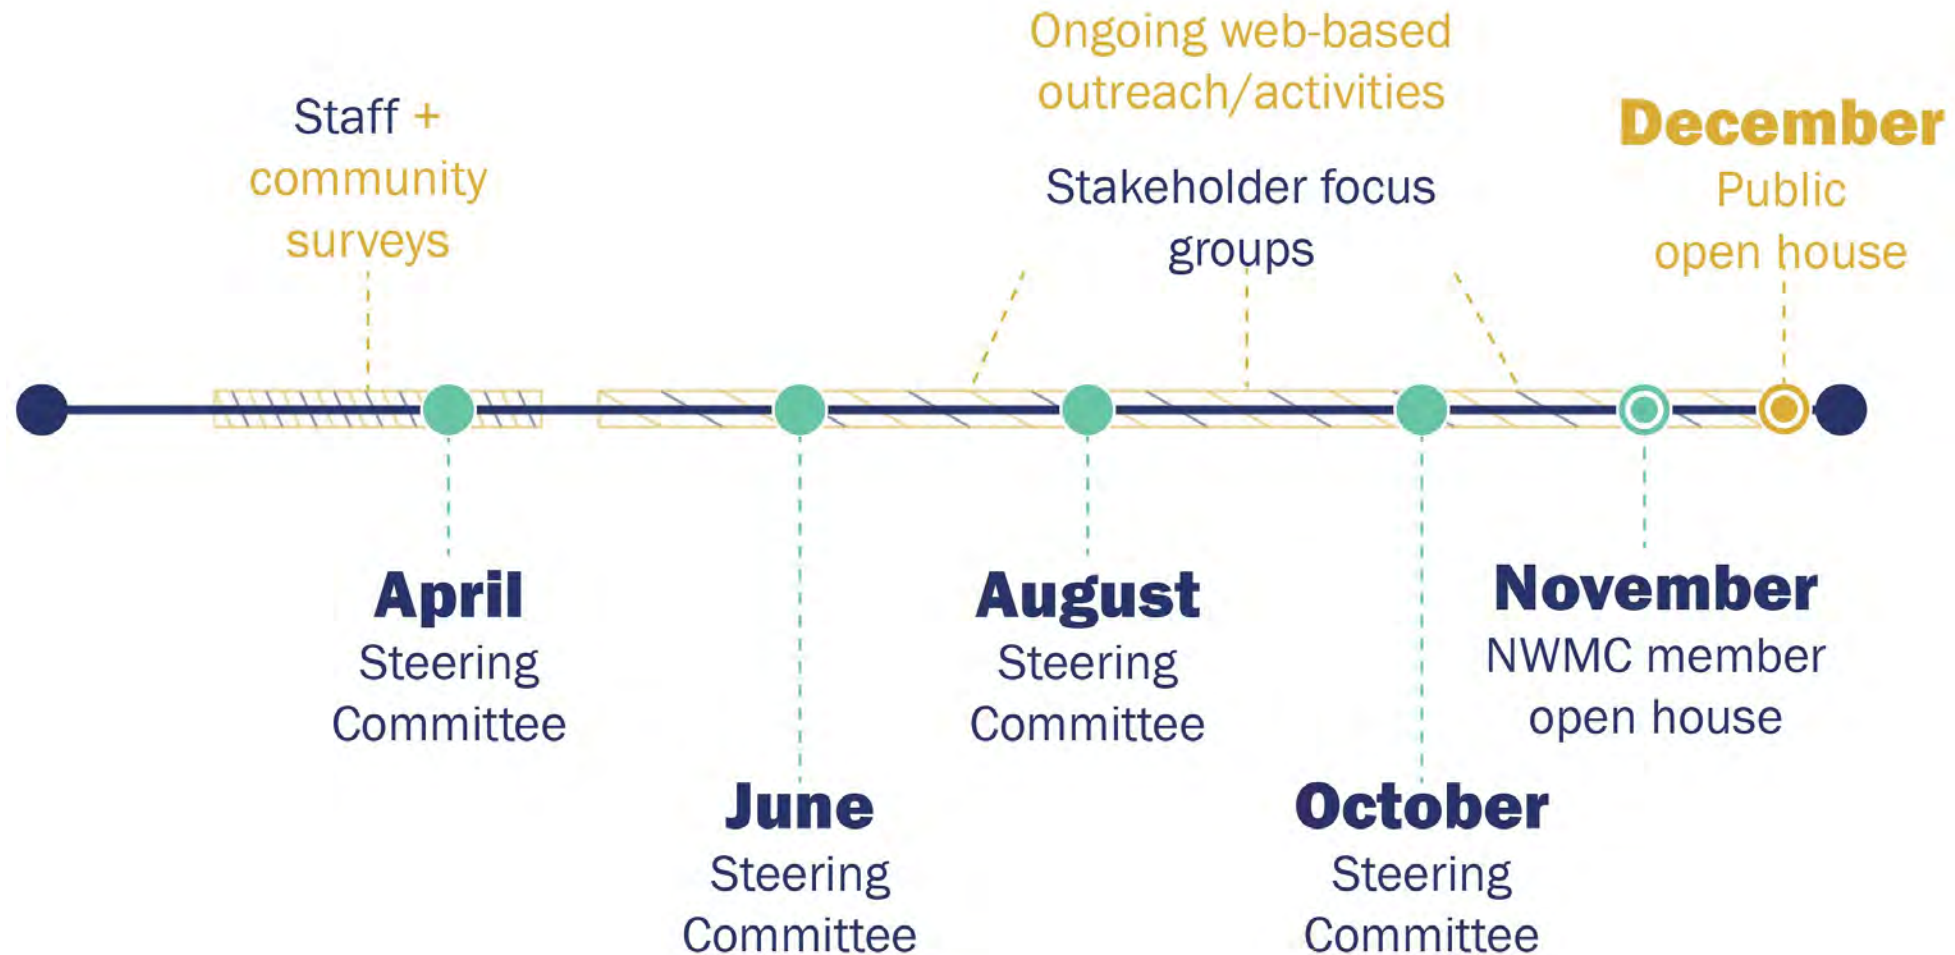 Staff +
community
surveys
Ongoing web-based
outreach/activities
Stakeholder focus
groups
December
Public
open house
April
Steering
Committee
June
Steering
Committee
August
Steering
Committee
October
Steering
Committee
November
NWMC member
open house